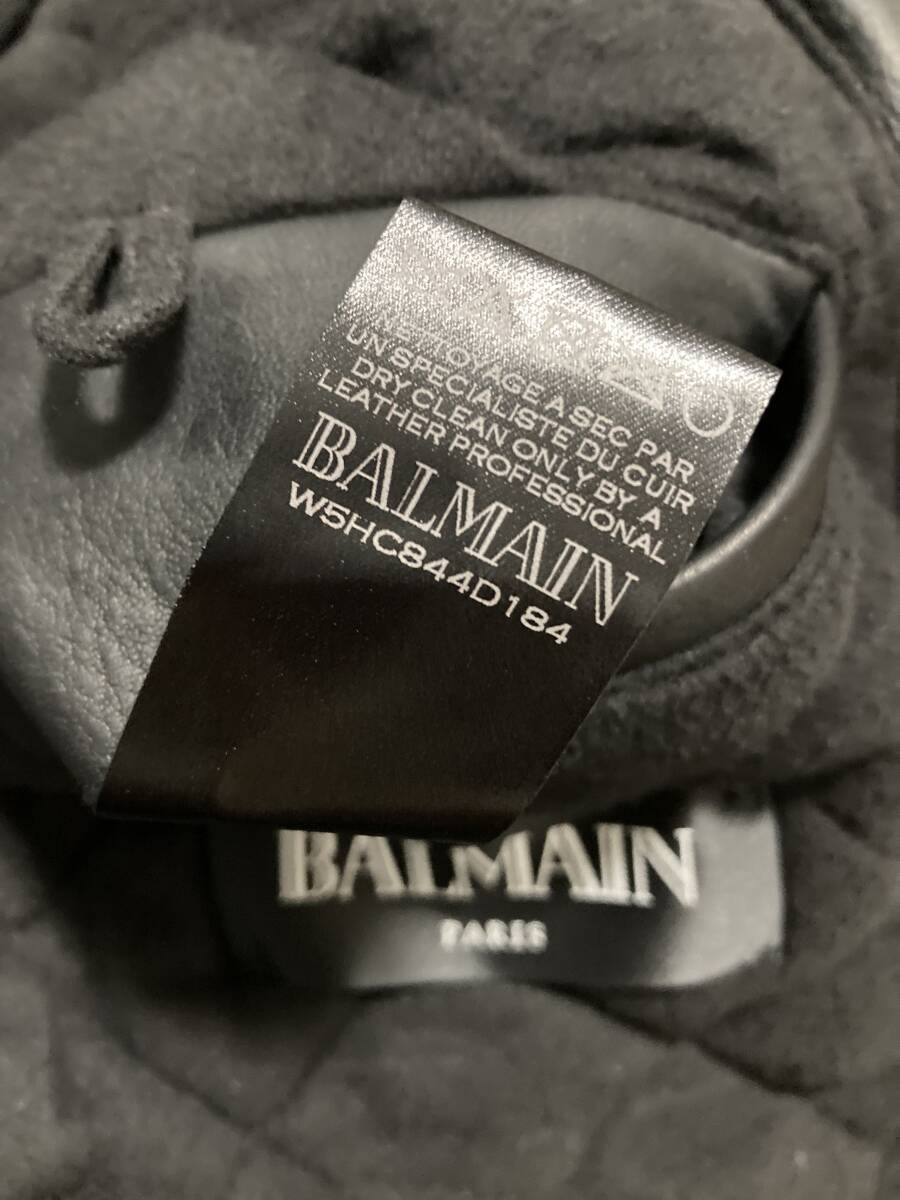 NETTOYAGE A SEC PAR
UN SPECIALISTE DU CUIR
DRY CLEAN ONLY BY A
LEATHER PROFESSIONAL
BALMAIN
W5HC844D184
BALMAIN
PARIS